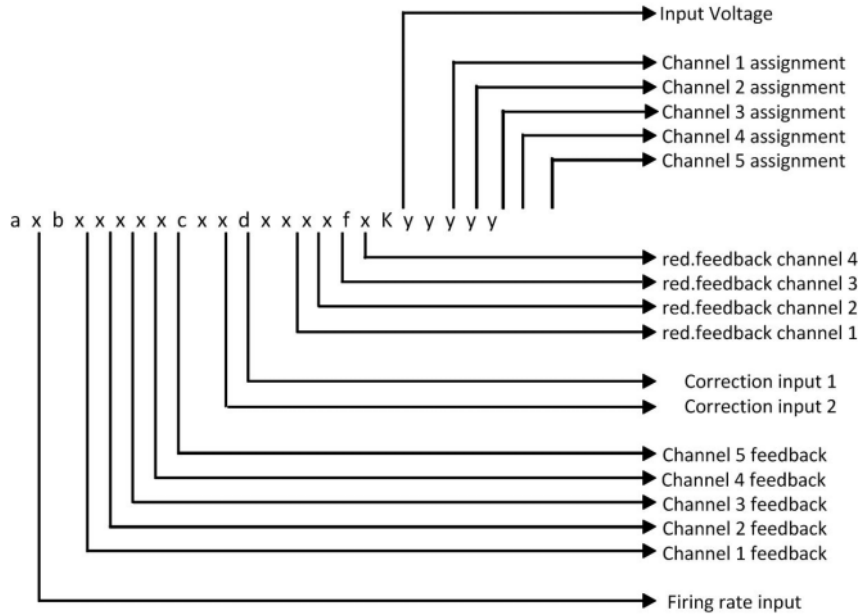 Input Voltage
Channel 1 assignment
Channel 2 assignment
Channel 3 assignment
Channel 4 assignment
Channel 5 assignment
a x b x x x x x c x x d x x x x f x K y y y y y
red.feedback channel 4
red.feedback channel 3
red.feedback channel 2
red.feedback channel 1
Correction input 1
Correction input 2
Channel 5 feedback
Channel 4 feedback
Channel 3 feedback
Channel 2 feedback
Channel 1 feedback
Firing rate input